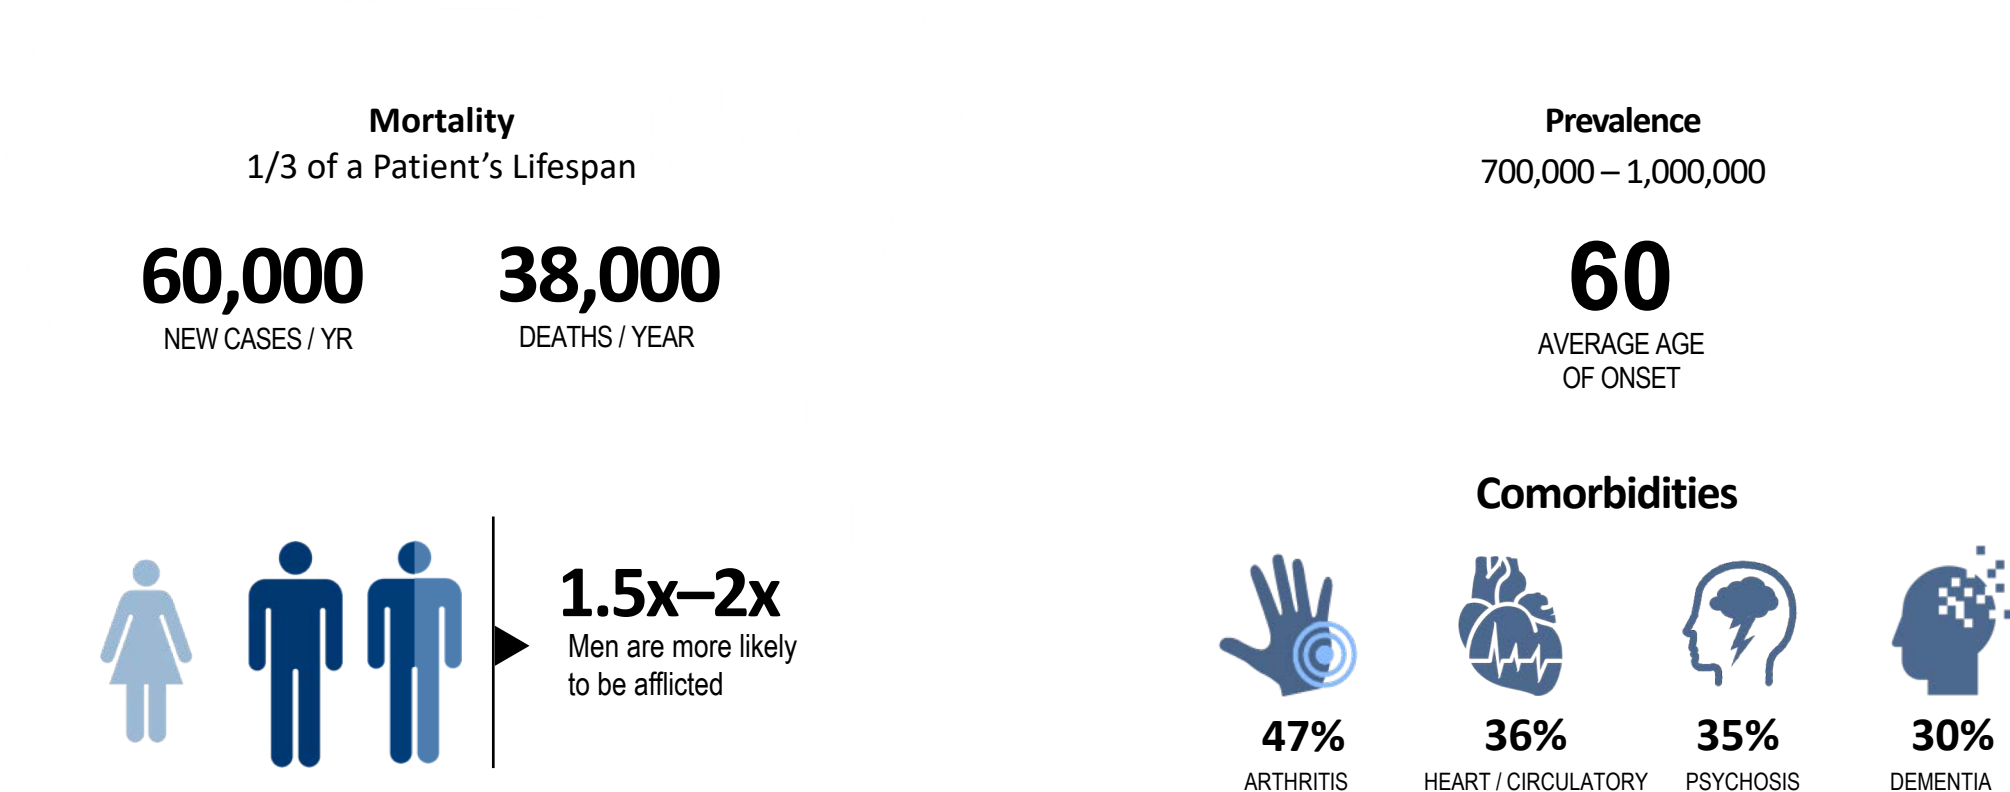 Mortality
1/3 of a Patient’s Lifespan
60,000
NEW CASES / YR
38,000
DEATHS / YEAR
1.5x–2x
Men are more likely
to be afflicted
Prevalence
700,000 – 1,000,000
60
AVERAGE AGE
OF ONSET
Comorbidities
47%
ARTHRITIS
36%
HEART / CIRCULATORY
35%
PSYCHOSIS
30%
DEMENTIA